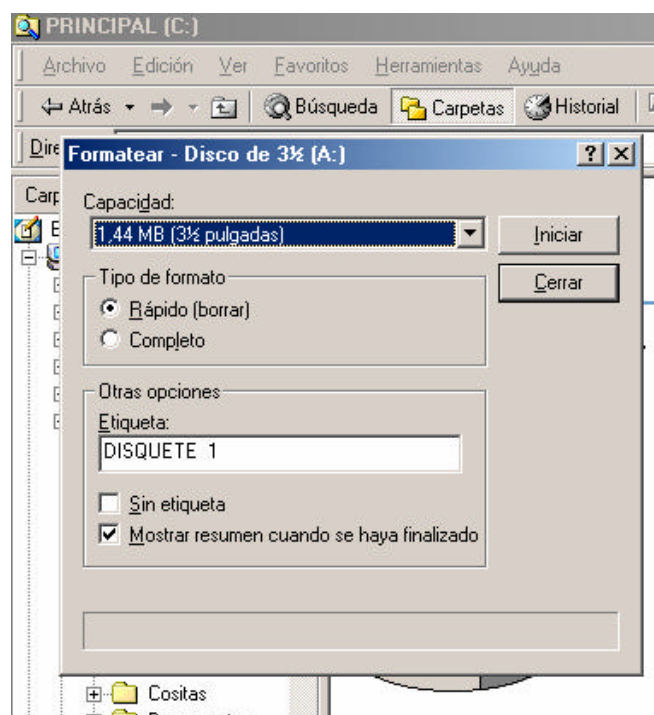 PRINCIPAL (C:)
Archivo Edición Ver Favoritos Herramientas Ayuda
Atrás Búsqueda Carpetas Historial
Dire
Formatear - Disco de 3½ (A:)
Carp
Capacidad:
1,44 MB (3½ pulgadas)
Iniciar
Tipo de formato
Cerrar
Rápido (borrar)
Completo
Otras opciones
Etiqueta:
DISQUETE 1
Sin etiqueta
Mostrar resumen cuando se haya finalizado
Cositas